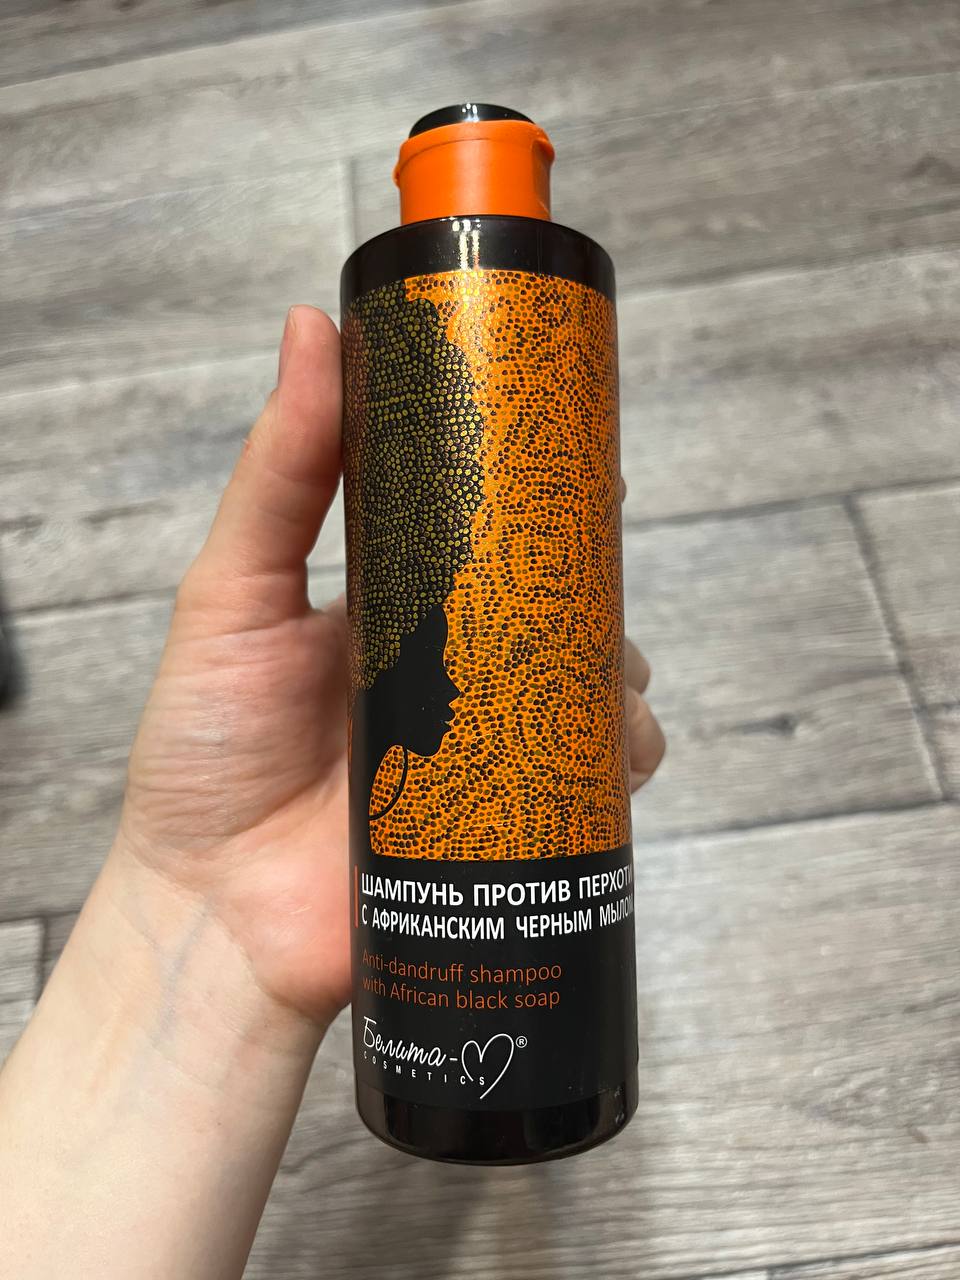 ШАМПУНЬ ПРОТИВ ПЕРХОТИ
С АФРИКАНСКИМ ЧЕРНЫМ МЫЛОМ
Anti-dandruff shampoo
with African black soap
Белита-M®
COSMETICS